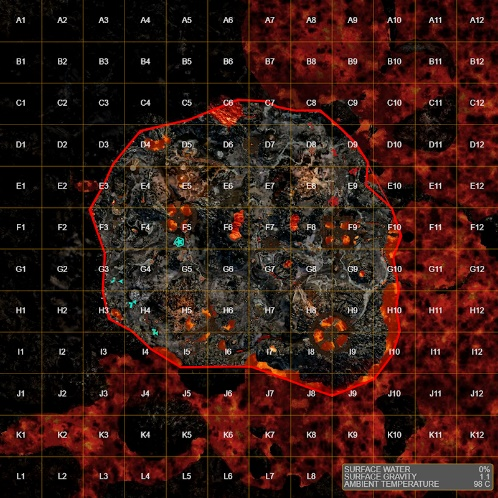 A1 A2 A3 A4 A5 A6 A7 A8 A9 A10 A11 A12
B1 B2 B3 B4 B5 B6 B7 B8 B9 B10 B11 B12
C1 C2 C3 C4 C5 C6 C7 C8 C9 C10 C11 C12
D1 D2 D3 D4 D5 D6 D7 D8 D9 D10 D11 D12
E1 E2 E3 E4 E5 E6 E7 E8 E9 E10 E11 E12
F1 F2 F3 F4 F5 F6 F7 F8 F9 F10 F11 F12
G1 G2 G3 G4 G5 G6 G7 G8 G9 G10 G11 G12
H1 H2 H3 H4 H5 H6 H7 H8 H9 H10 H11 H12
I1 I2 I3 I4 I5 I6 I7 I8 I9 I10 I11 I12
J1 J2 J3 J4 J5 J6 J7 J8 J9 J10 J11 J12
K1 K2 K3 K4 K5 K6 K7 K8 K9 K10 K11 K12
L1 L2 L3 L4 L5 L6 L7 L8
SURFACE WATER 0%
SURFACE GRAVITY 1.1
AMBIENT TEMPERATURE 98 C